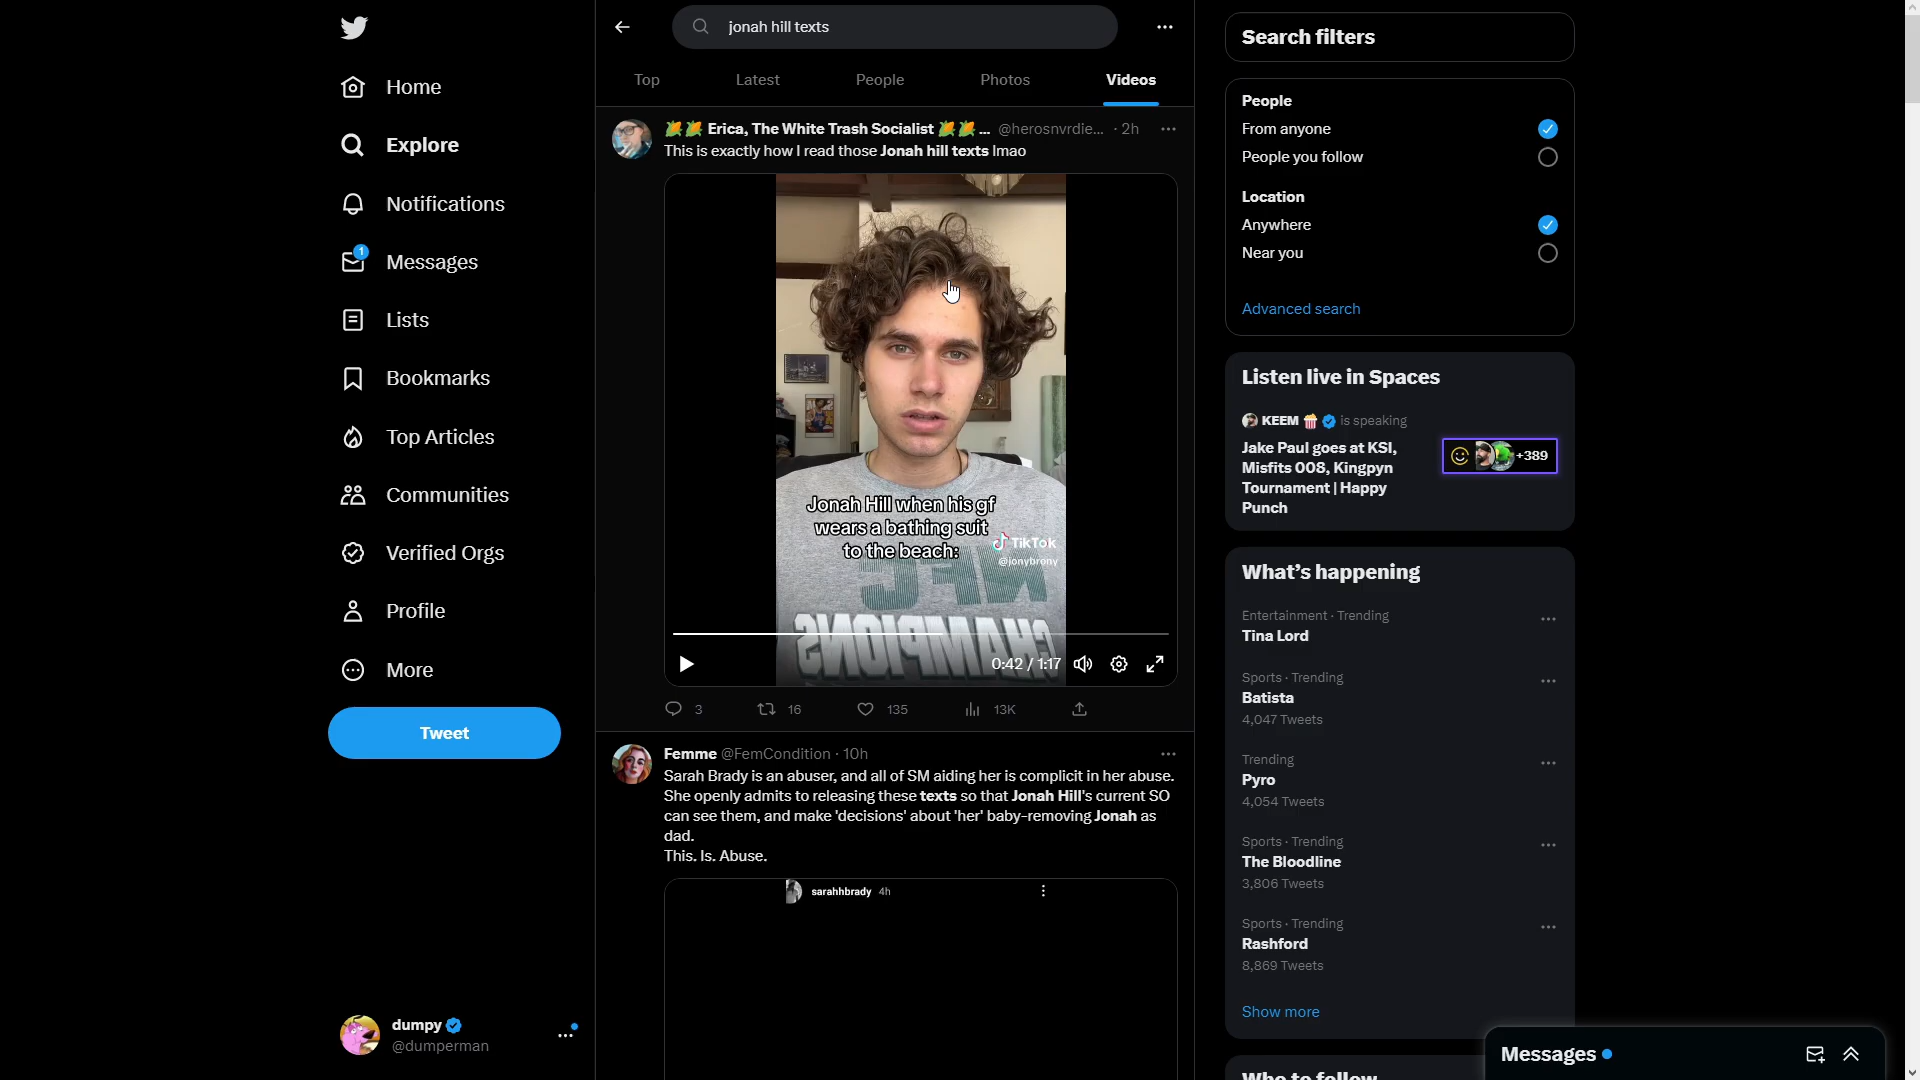 jonah hill texts
Top
Latest
People
Photos
Videos
Home
Explore
Notifications
1
Messages
Lists
Bookmarks
Top Articles
Communities
Verified Orgs
Profile
More
Tweet
dumpy
@dumperman
🌽🌽 Erica, The White Trash Socialist 🌽🌽 ... @herosnvrdie... · 2h
This is exactly how I read those Jonah hill texts lmao
Jonah Hill when his gf
wears a bathing suit
to the beach:
TikTok
@jonybrony
NFC
CHAMPIONS
0:42 / 1:17
3
16
135
13K
Femme @FemCondition · 10h
Sarah Brady is an abuser, and all of SM aiding her is complicit in her abuse.
She openly admits to releasing these texts so that Jonah Hill's current SO
can see them, and make 'decisions' about 'her' baby-removing Jonah as
dad.
This. Is. Abuse.
sarahhbrady 4h
Search filters
People
From anyone
People you follow
Location
Anywhere
Near you
Advanced search
Listen live in Spaces
KEEM 🍿 is speaking
Jake Paul goes at KSI,
Misfits 008, Kingpyn
Tournament | Happy
Punch
+389
What’s happening
Entertainment · Trending
Tina Lord
Sports · Trending
Batista
4,047 Tweets
Trending
Pyro
4,054 Tweets
Sports · Trending
The Bloodline
3,806 Tweets
Sports · Trending
Rashford
8,869 Tweets
Show more
Who to follow
Messages